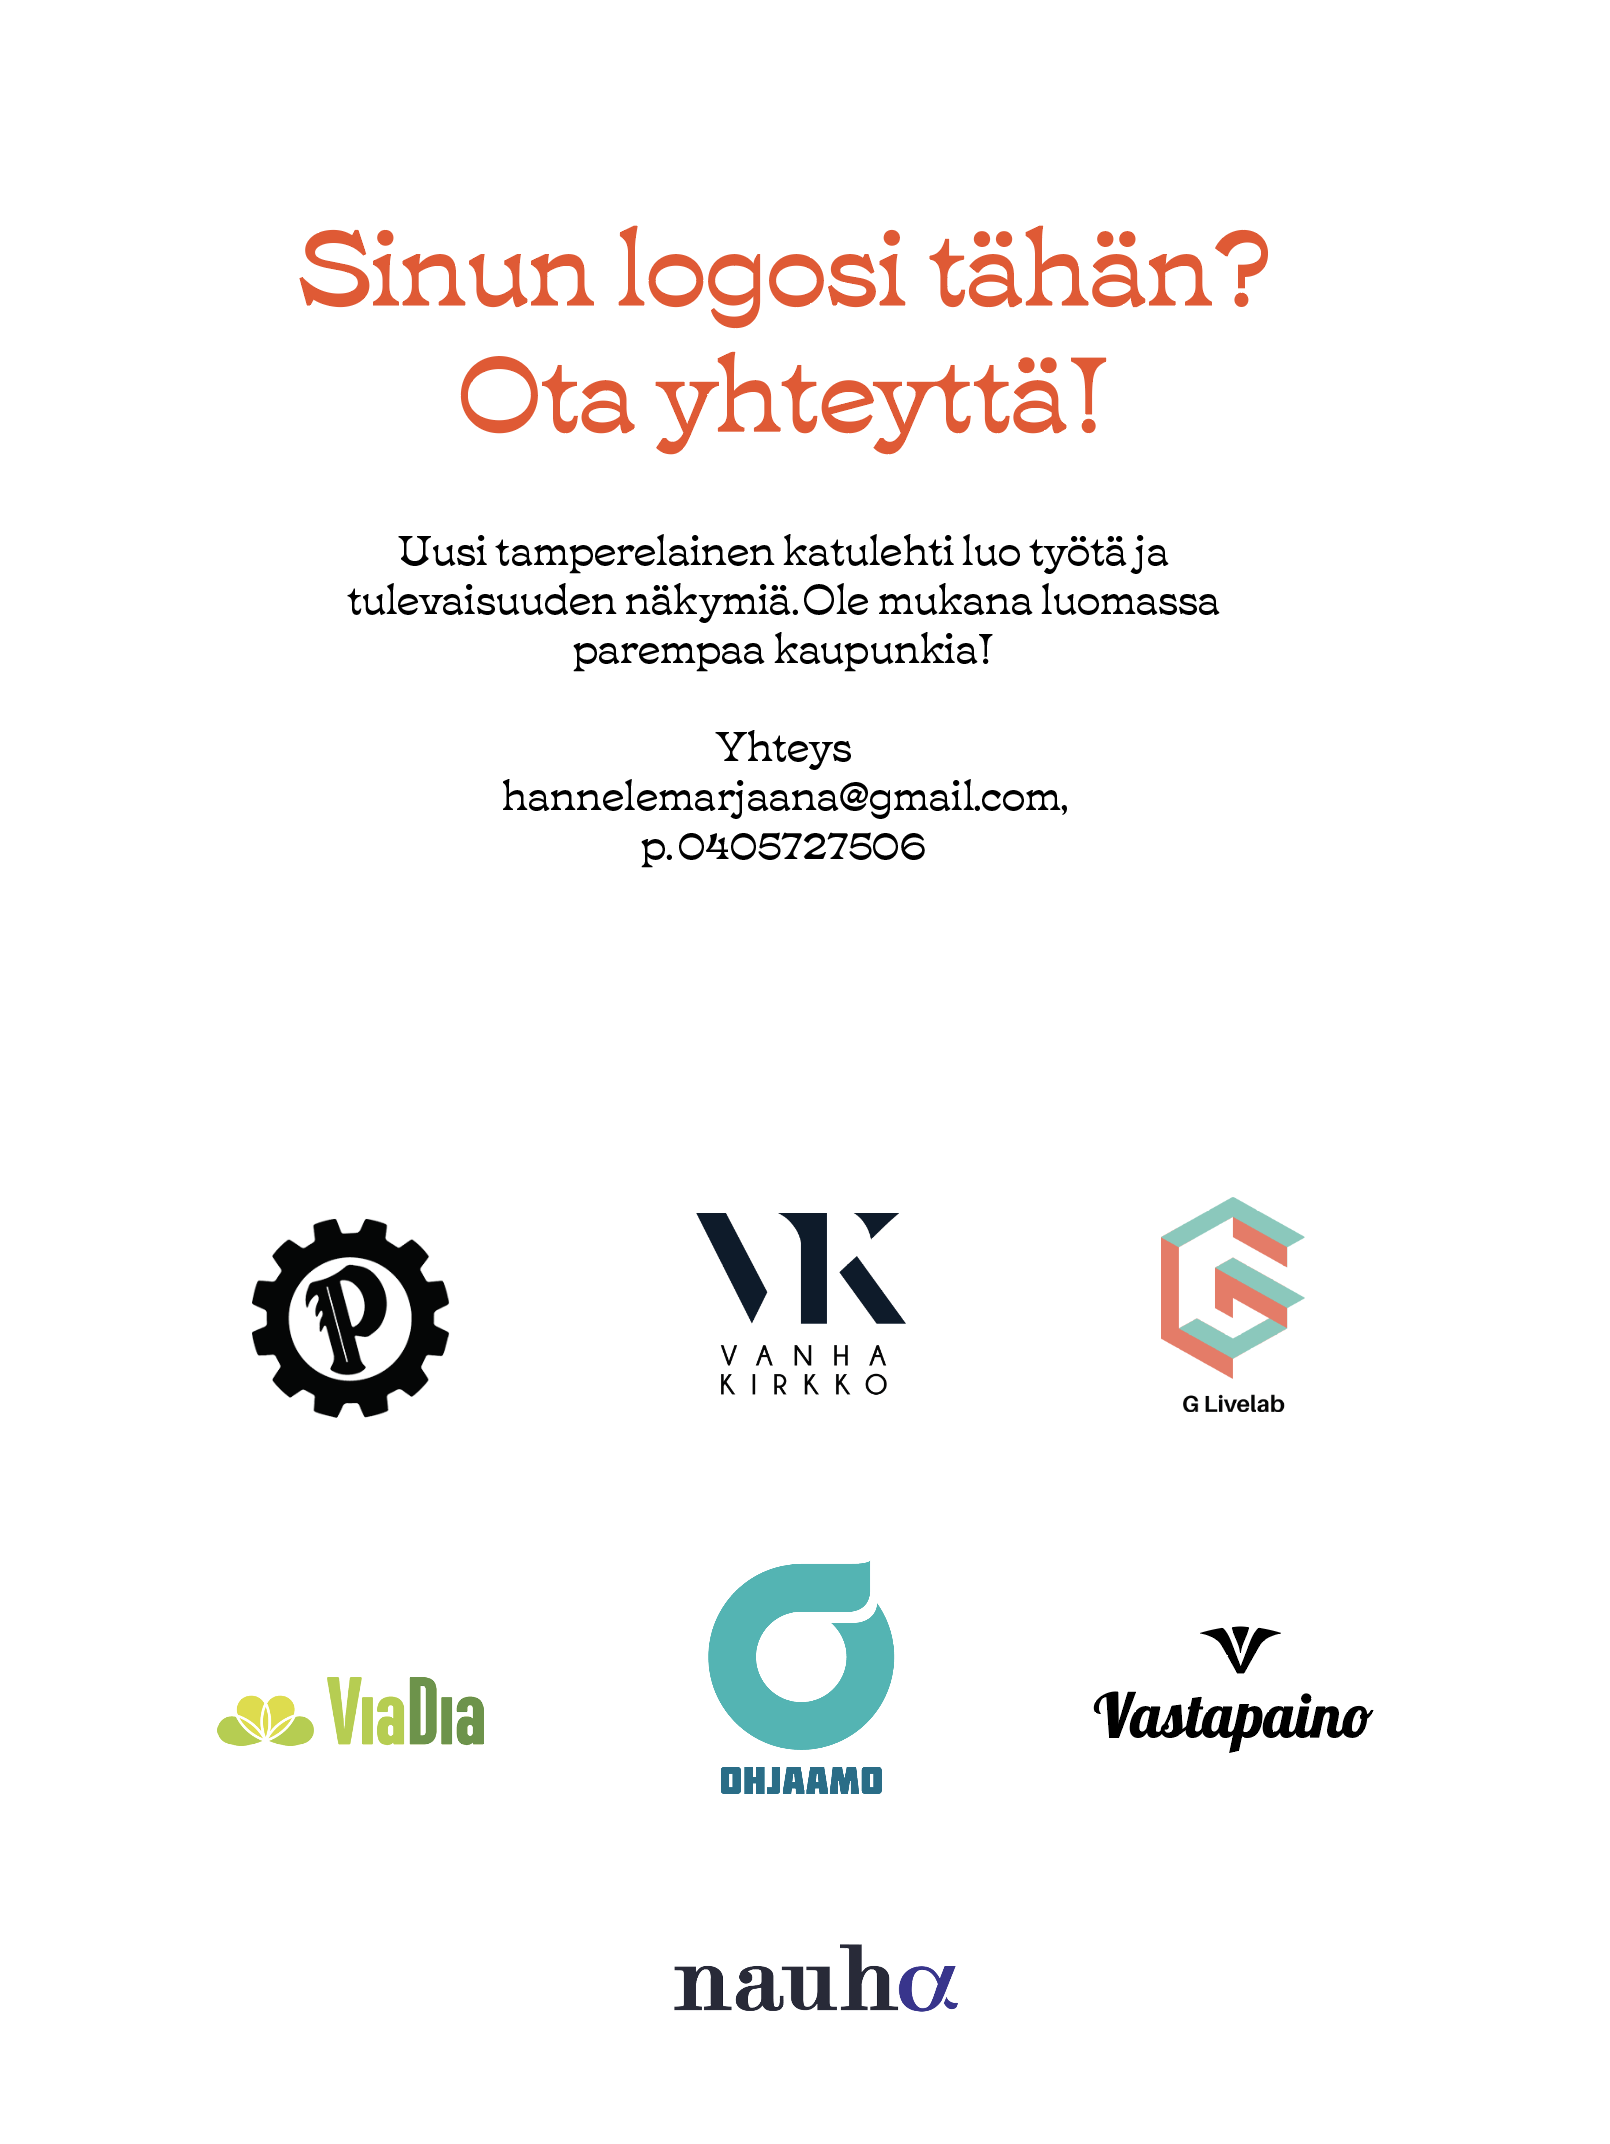 Sinun logosi tähän?
Ota yhteyttä!
Uusi tamperelainen katulehti luo työtä ja
tulevaisuuden näkymiä. Ole mukana luomassa
parempaa kaupunkia!
Yhteys
hannelemarjaana@gmail.com,
p. 0405727506
P
VK
VANHA
KIRKKO
G
G Livelab
ViaDia
OHJAAMO
Vastapaino
nauha